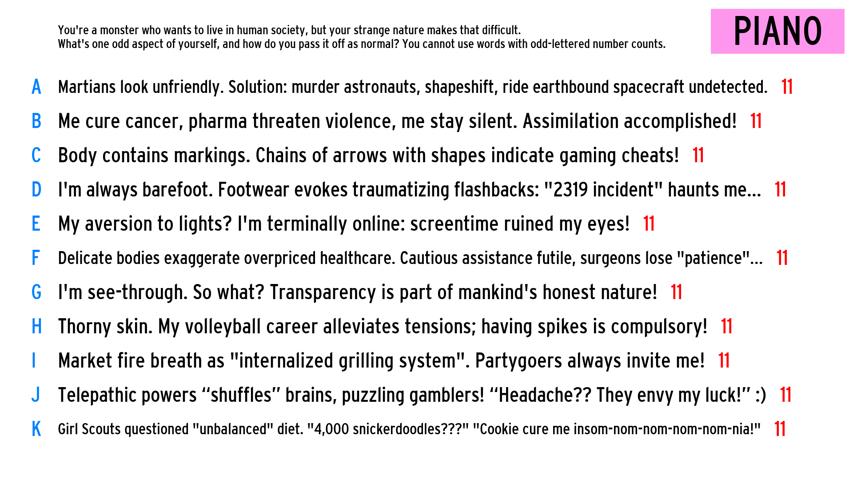 You're a monster who wants to live in human society, but your strange nature makes that difficult.
What's one odd aspect of yourself, and how do you pass it off as normal? You cannot use words with odd-lettered number counts.
PIANO
A Martians look unfriendly. Solution: murder astronauts, shapeshift, ride earthbound spacecraft undetected. 11
B Me cure cancer, pharma threaten violence, me stay silent. Assimilation accomplished! 11
C Body contains markings. Chains of arrows with shapes indicate gaming cheats! 11
D I'm always barefoot. Footwear evokes traumatizing flashbacks: "2319 incident" haunts me... 11
E My aversion to lights? I'm terminally online: screentime ruined my eyes! 11
F Delicate bodies exaggerate overpriced healthcare. Cautious assistance futile, surgeons lose "patience"... 11
G I'm see-through. So what? Transparency is part of mankind's honest nature! 11
H Thorny skin. My volleyball career alleviates tensions; having spikes is compulsory! 11
I Market fire breath as "internalized grilling system". Partygoers always invite me! 11
J Telepathic powers “shuffles” brains, puzzling gamblers! “Headache?? They envy my luck!” :) 11
K Girl Scouts questioned "unbalanced" diet. "4,000 snickerdoodles???" "Cookie cure me insom-nom-nom-nom-nom-nia!" 11